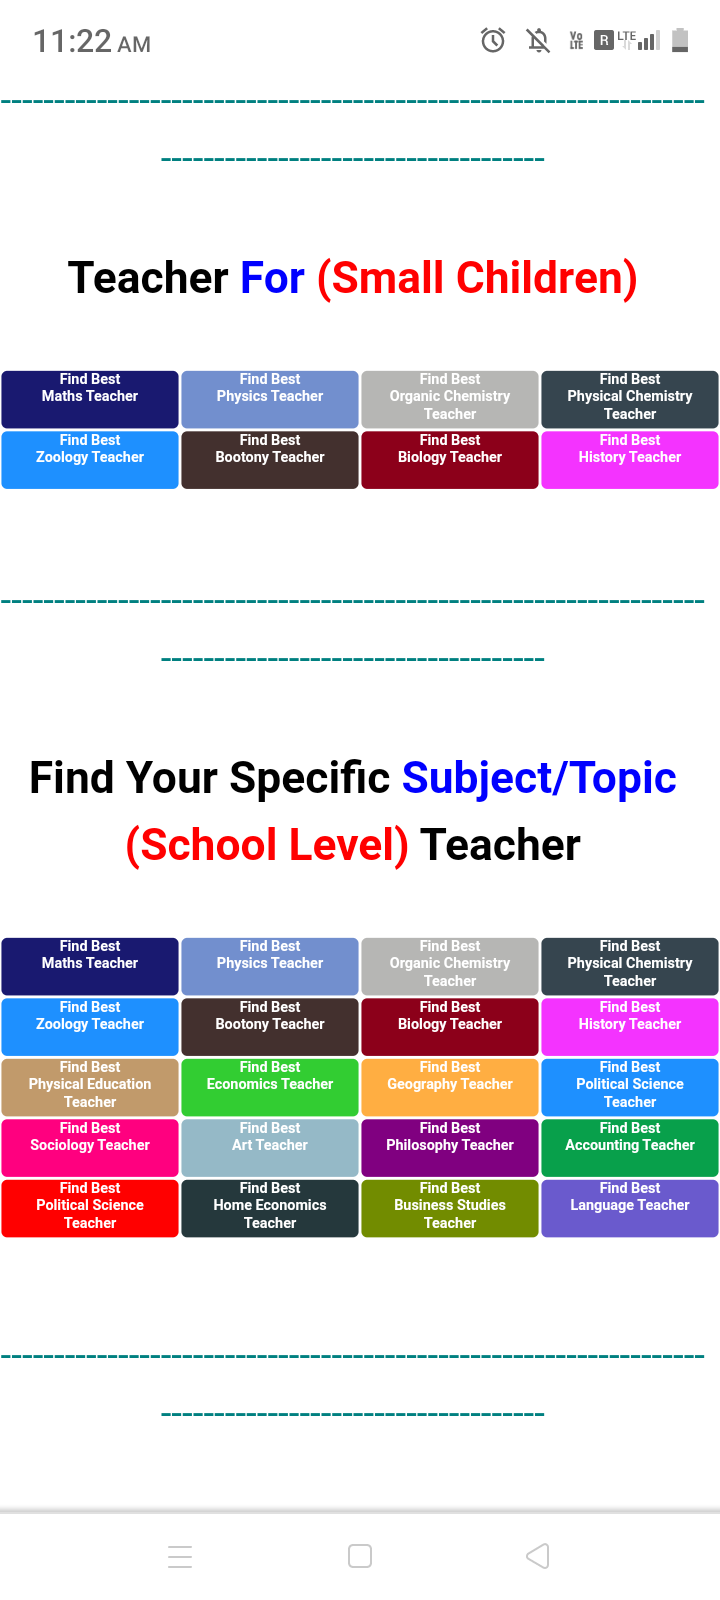 11:22 AM
Vo LTE R LTE
Teacher For (Small Children)
Find Best Maths Teacher
Find Best Physics Teacher
Find Best Organic Chemistry Teacher
Find Best Physical Chemistry Teacher
Find Best Zoology Teacher
Find Best Bootony Teacher
Find Best Biology Teacher
Find Best History Teacher
Find Your Specific Subject/Topic
(School Level) Teacher
Find Best Maths Teacher
Find Best Physics Teacher
Find Best Organic Chemistry Teacher
Find Best Physical Chemistry Teacher
Find Best Zoology Teacher
Find Best Bootony Teacher
Find Best Biology Teacher
Find Best History Teacher
Find Best Physical Education Teacher
Find Best Economics Teacher
Find Best Geography Teacher
Find Best Political Science Teacher
Find Best Sociology Teacher
Find Best Art Teacher
Find Best Philosophy Teacher
Find Best Accounting Teacher
Find Best Political Science Teacher
Find Best Home Economics Teacher
Find Best Business Studies Teacher
Find Best Language Teacher